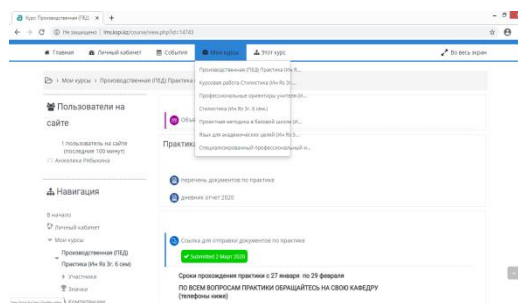 Курс: Производственная (ПЕД)
Не защищено | lms.kspi.kz/course/view.php?id=14743
Главная Личный кабинет События Мои курсы Этот курс Во весь экран
Мои курсы > Производственная (ПЕД) Практика
Производственная (ПЕД) Практика (Ин Я...
Курсовая работа Стилистика (Ин Яз 3г...
Профессиональные ориентиры учителя (И...
Стилистика (Ин Яз 3г. 6 сем.)
Проектная методика в базовой школе (И...
Язык для академических целей (Ин Яз 3...
Специализированный профессиональный и...
Пользователи на
сайте
1 пользователь на сайте
(последние 100 минут)
Анжелика Рябыкина
Навигация
В начало
Личный кабинет
Мои курсы
Производственная (ПЕД)
Практика (Ин Яз 3г. 6 сем)
Участники
Значки
Компетенции
Объ
Практика
перечень документов по практике
дневник отчет 2020
Ссылка для отправки документов по практике
Submitted 2 Март 2020
Сроки прохождения практики с 27 января по 29 февраля
ПО ВСЕМ ВОПРОСАМ ПРАКТИКИ ОБРАЩАЙТЕСЬ НА СВОЮ КАФЕДРУ
(телефоны ниже)